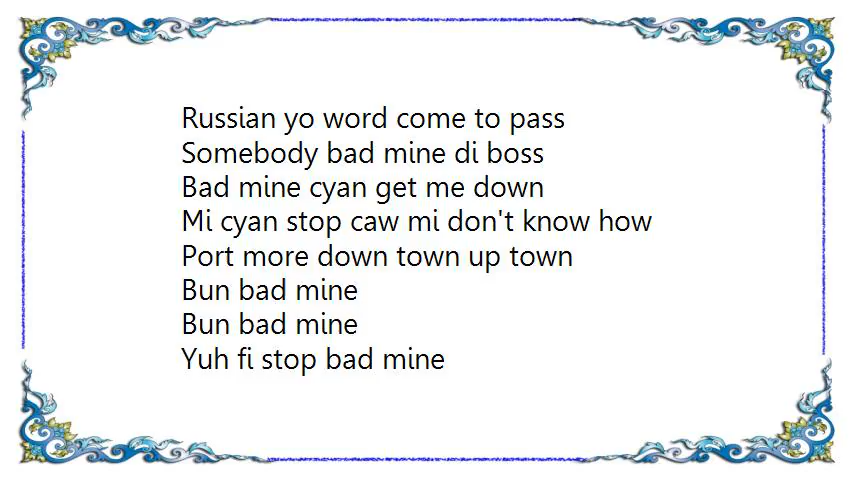 Russian yo word come to pass
Somebody bad mine di boss
Bad mine cyan get me down
Mi cyan stop caw mi don't know how
Port more down town up town
Bun bad mine
Bun bad mine
Yuh fi stop bad mine